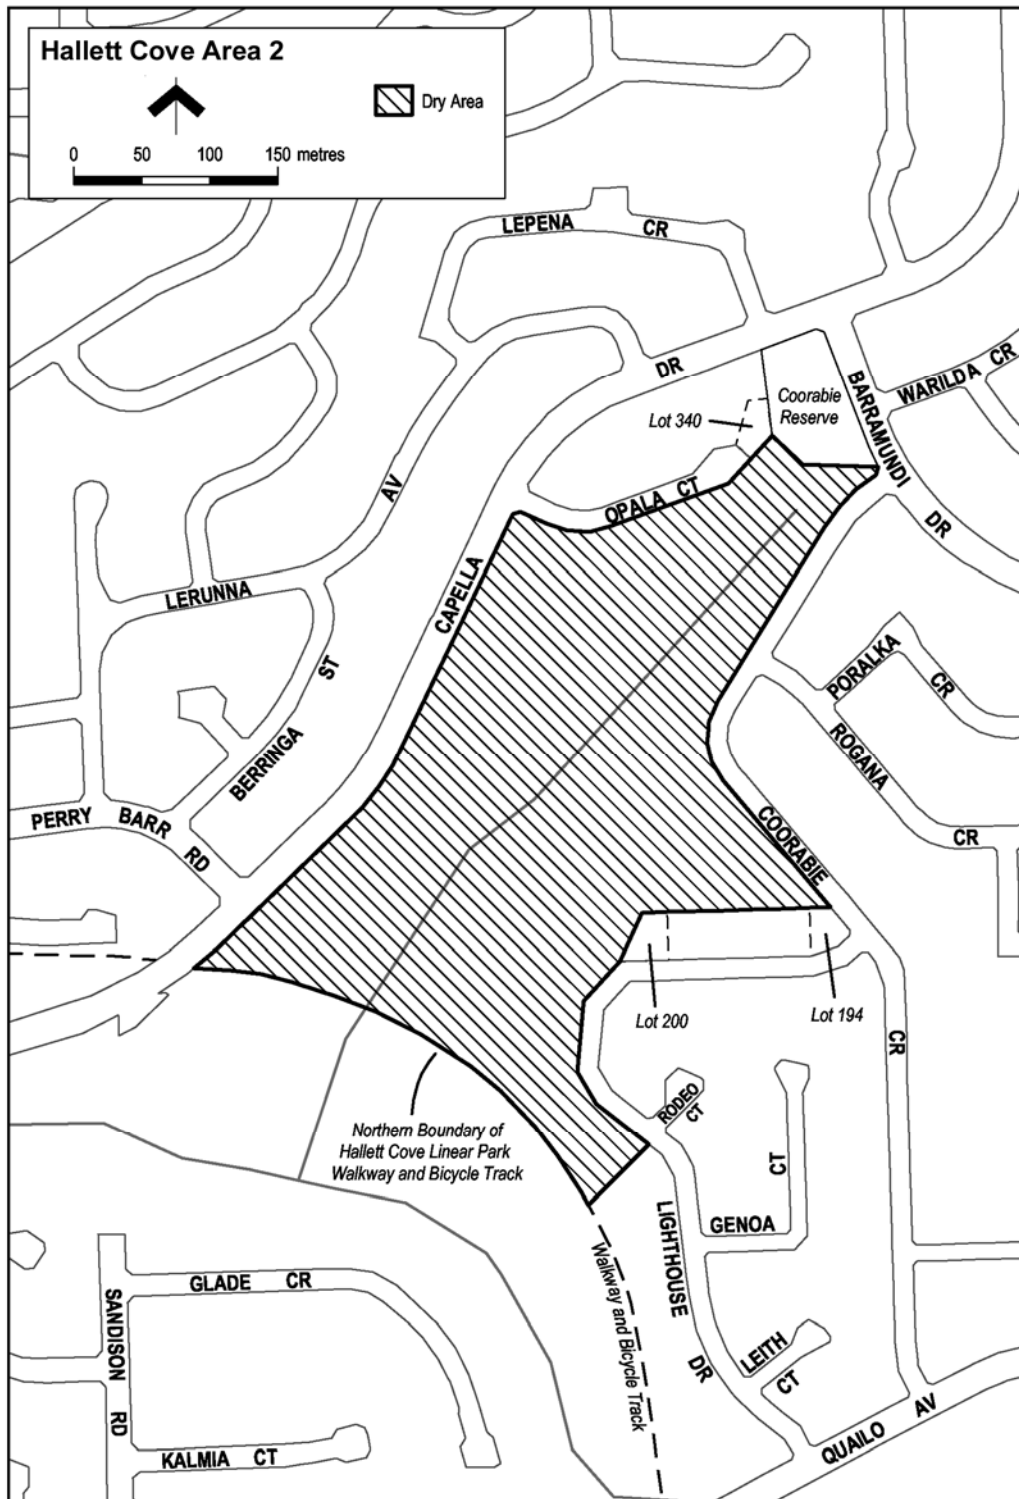 Hallett Cove Area 2
Dry Area
0 50 100 150 metres
LEPENA CR
DR
WARILDA CR
BARRAMUNDI DR
Coorabie
Reserve
Lot 340
AV
OPALA CT
CAPELLA
LERUNNA
ST
BERRINGA
PORALKA CR
ROGANA CR
PERRY BARR RD
COORABIE
CR
Lot 200
Lot 194
RODEO
CT
Northern Boundary of
Hallett Cove Linear Park
Walkway and Bicycle Track
CT
GENOA
LIGHTHOUSE DR
Walkway and Bicycle Track
GLADE CR
SANDISON RD
LEITH
CT
KALMIA CT
QUAILO AV